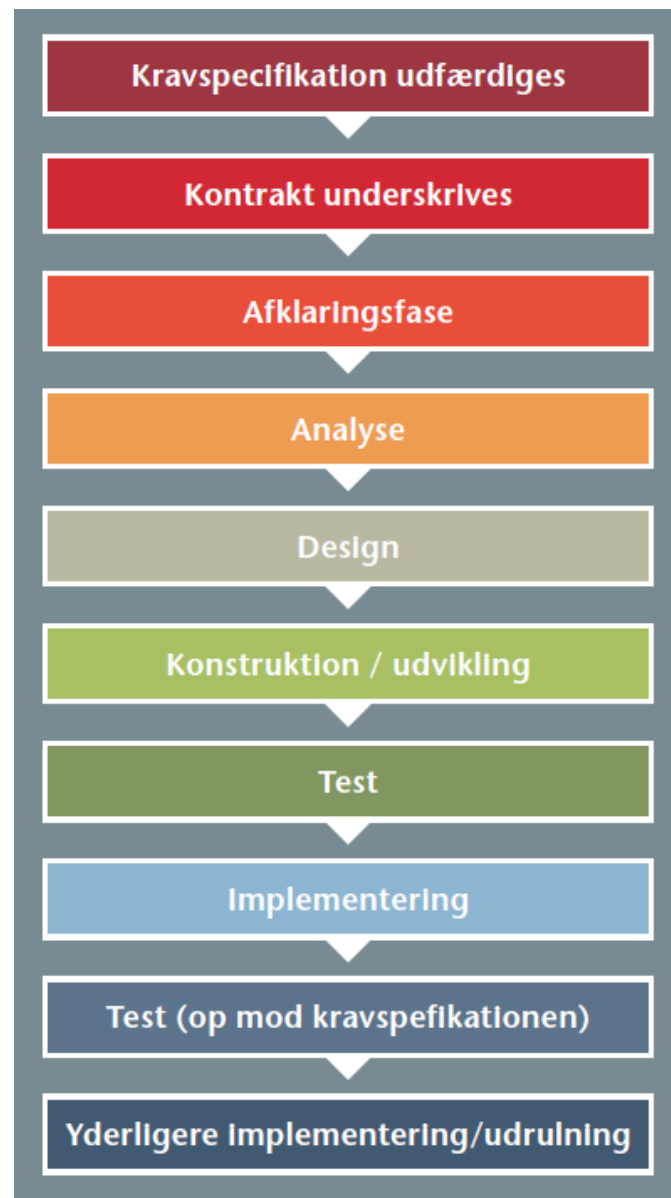 Kravspecifikation udfærdiges
Kontrakt underskrives
Afklaringsfase
Analyse
Design
Konstruktion / udvikling
Test
Implementering
Test (op mod kravspefikationen)
Yderligere implementering/udrulning